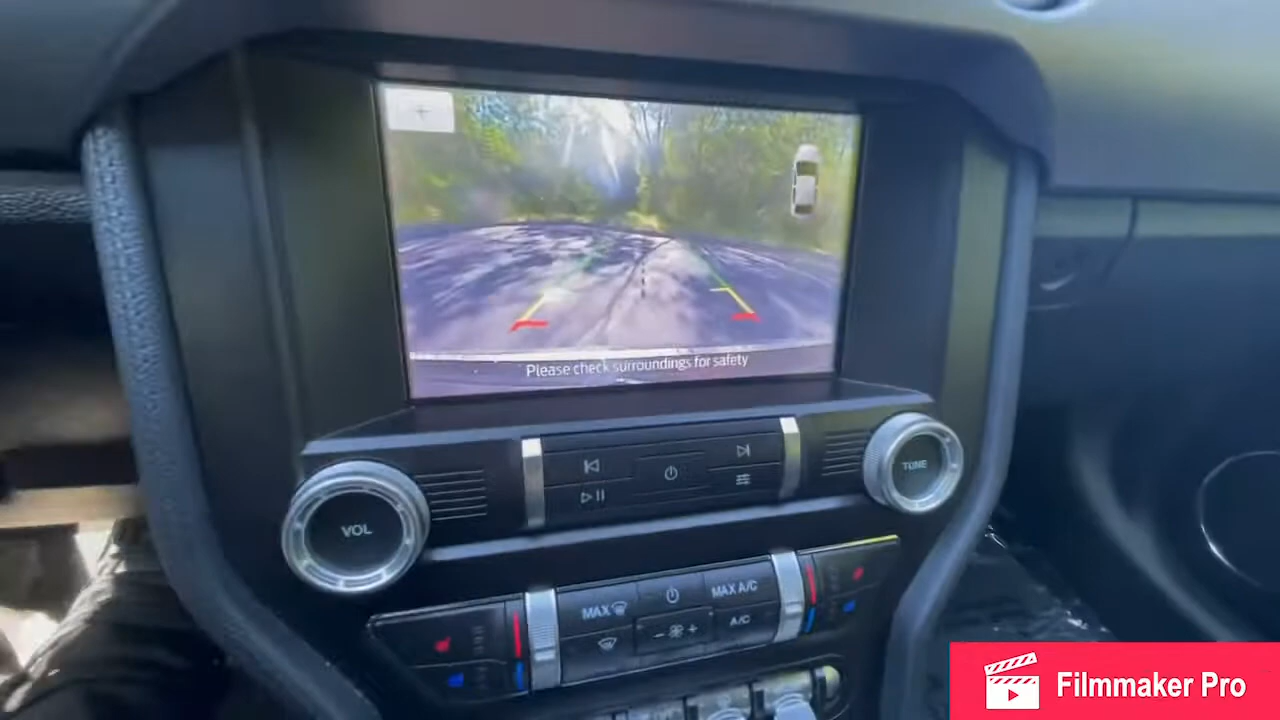 Please check surroundings for safety
VOL
TUNE
MAX
MAX A/C
A/C
Filmmaker Pro